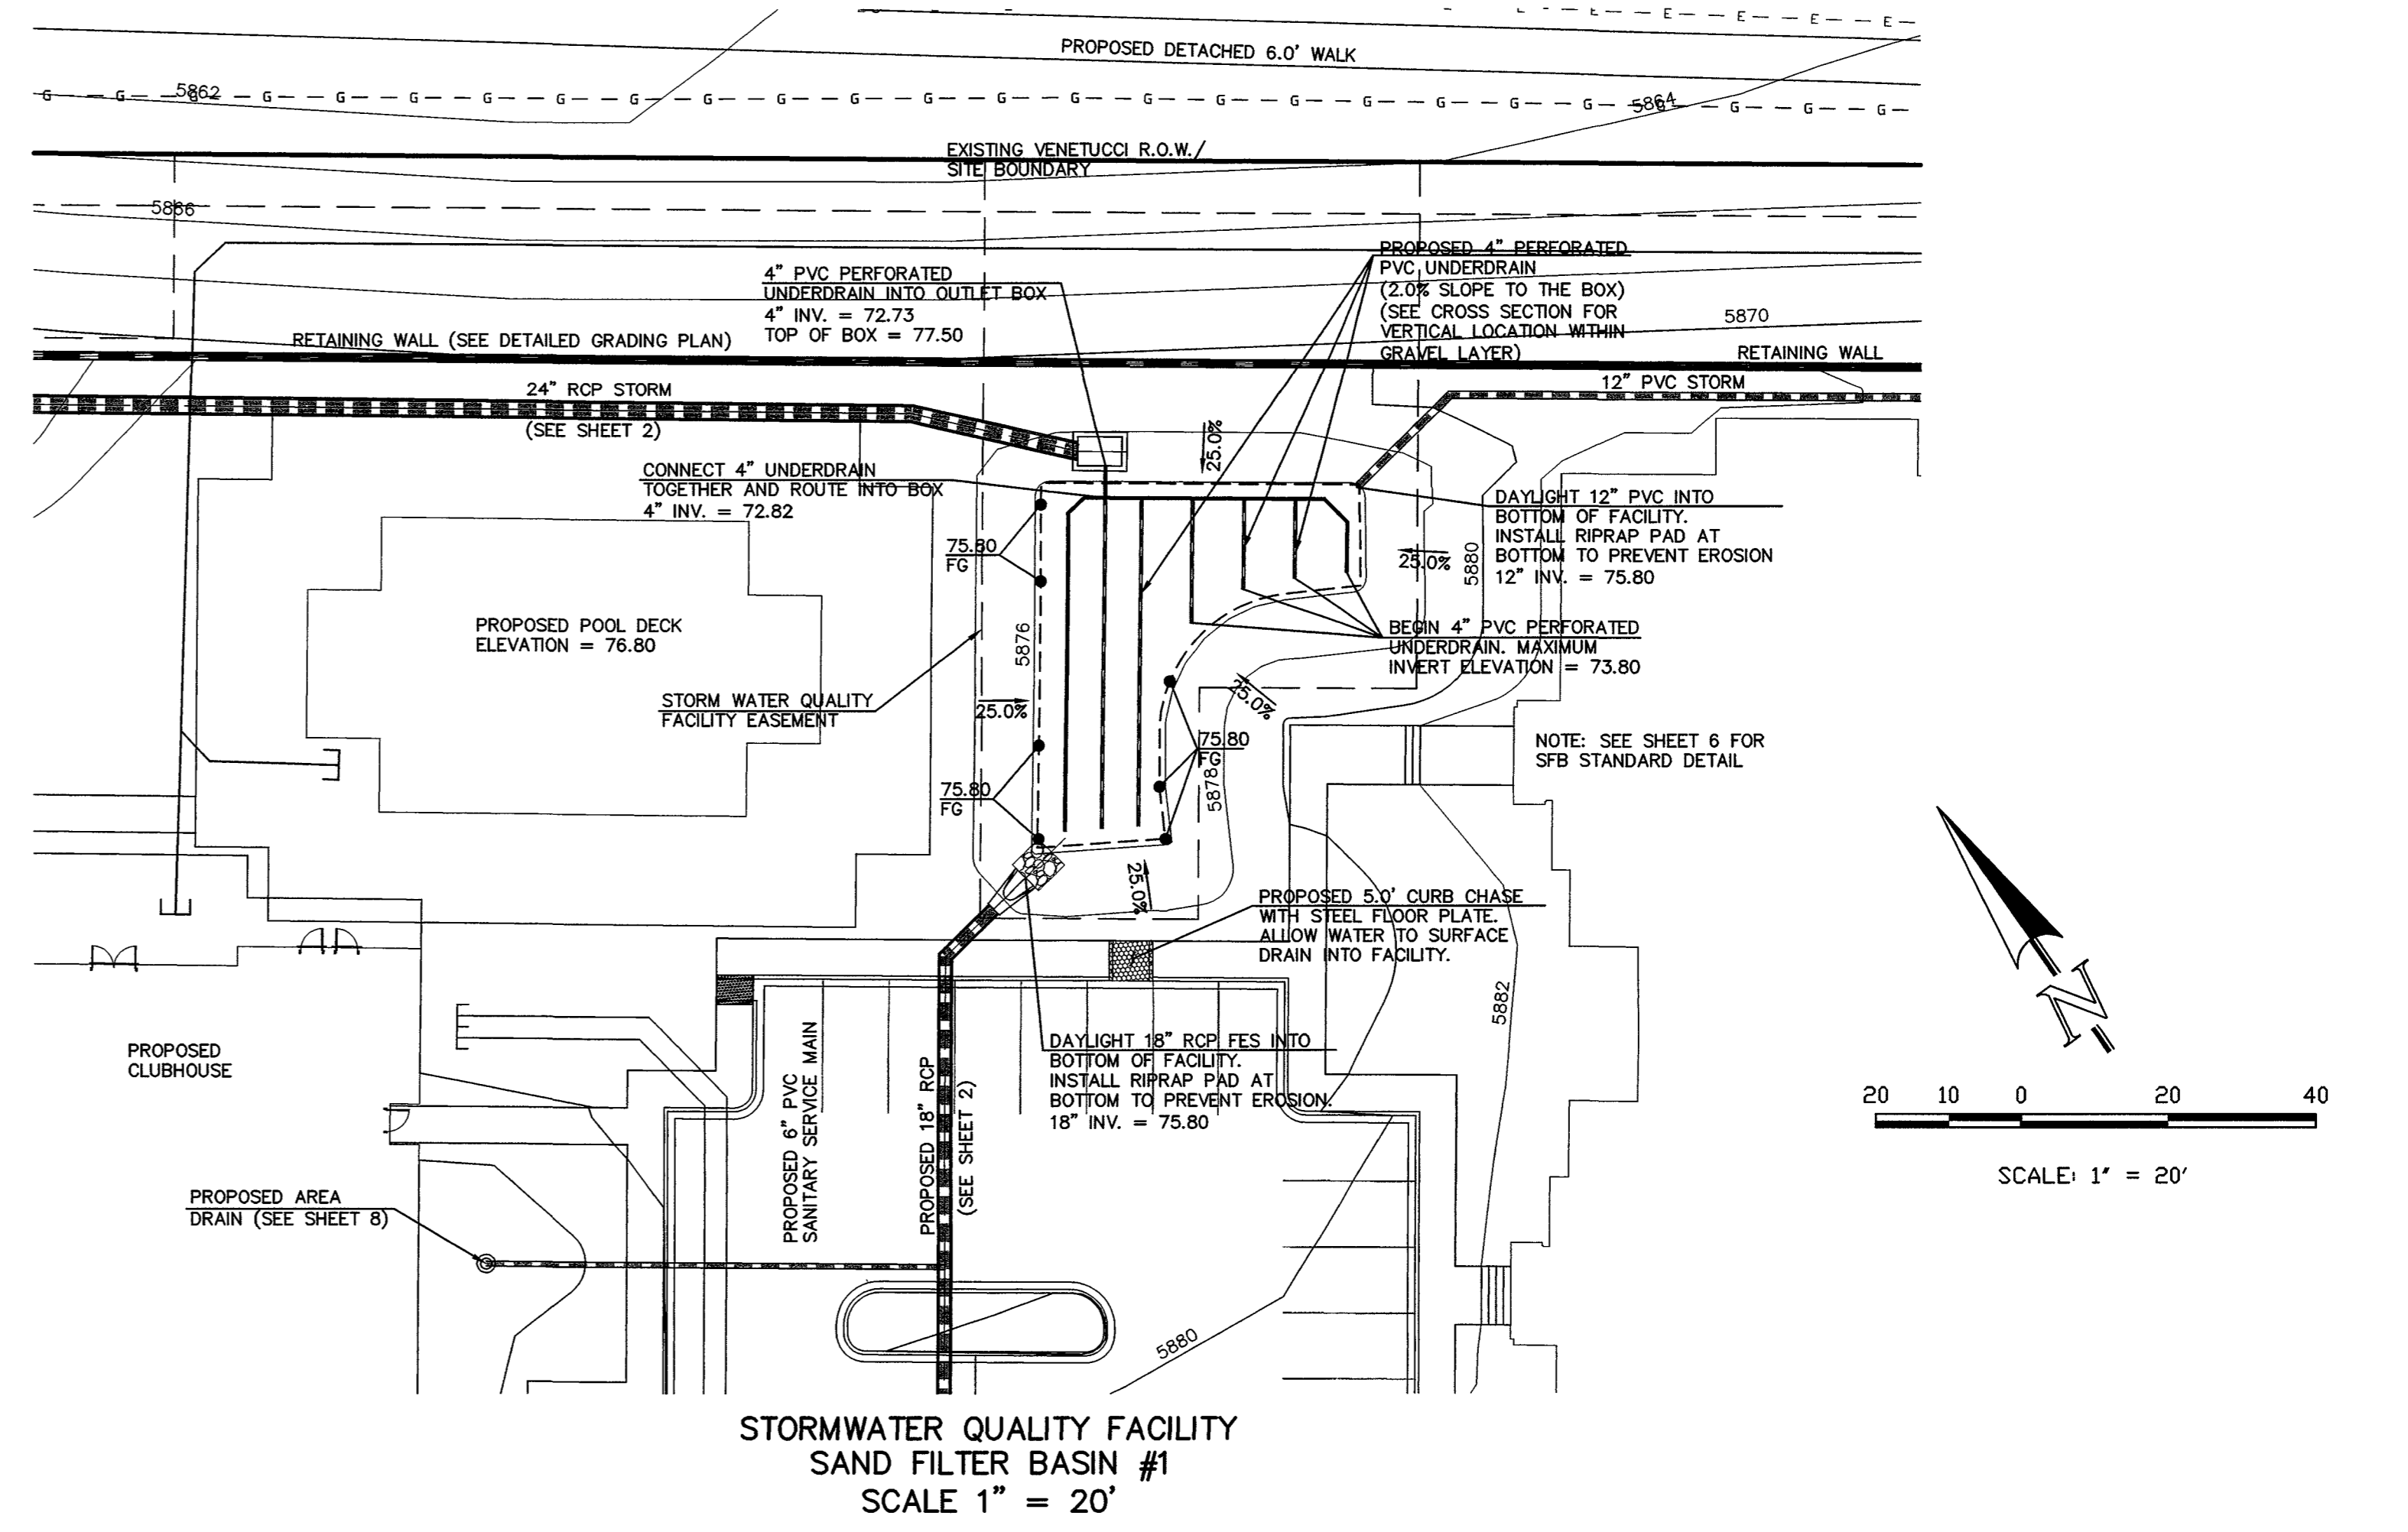 E E E E E
PROPOSED DETACHED 6.0' WALK
G G 5862 G G G G G G G G G G G G G G G G G G G G G G 5864 G G G
EXISTING VENETUCCI R.O.W./
SITE BOUNDARY
5866
4" PVC PERFORATED
UNDERDRAIN INTO OUTLET BOX
4" INV. = 72.73
TOP OF BOX = 77.50
PROPOSED 4" PERFORATED
PVC UNDERDRAIN
(2.0% SLOPE TO THE BOX)
(SEE CROSS SECTION FOR
VERTICAL LOCATION WITHIN
GRAVEL LAYER)
5870
RETAINING WALL (SEE DETAILED GRADING PLAN)
RETAINING WALL
24" RCP STORM
(SEE SHEET 2)
12" PVC STORM
25.0%
CONNECT 4" UNDERDRAIN
TOGETHER AND ROUTE INTO BOX
4" INV. = 72.82
DAYLIGHT 12" PVC INTO
BOTTOM OF FACILITY.
INSTALL RIPRAP PAD AT
BOTTOM TO PREVENT EROSION
12" INV. = 75.80
75.80
FG
25.0%
5880
PROPOSED POOL DECK
ELEVATION = 76.80
5876
BEGIN 4" PVC PERFORATED
UNDERDRAIN. MAXIMUM
INVERT ELEVATION = 73.80
STORM WATER QUALITY
FACILITY EASEMENT
25.0%
25.0%
75.80
FG
5878
NOTE: SEE SHEET 6 FOR
SFB STANDARD DETAIL
75.80
FG
25.0%
PROPOSED 5.0' CURB CHASE
WITH STEEL FLOOR PLATE.
ALLOW WATER TO SURFACE
DRAIN INTO FACILITY.
5882
N
PROPOSED
CLUBHOUSE
PROPOSED 6" PVC
SANITARY SERVICE MAIN
PROPOSED 18" RCP
(SEE SHEET 2)
DAYLIGHT 18" RCP FES INTO
BOTTOM OF FACILITY.
INSTALL RIPRAP PAD AT
BOTTOM TO PREVENT EROSION.
18" INV. = 75.80
20 10 0 20 40
SCALE: 1" = 20'
PROPOSED AREA
DRAIN (SEE SHEET 8)
5880
STORMWATER QUALITY FACILITY
SAND FILTER BASIN #1
SCALE 1" = 20'